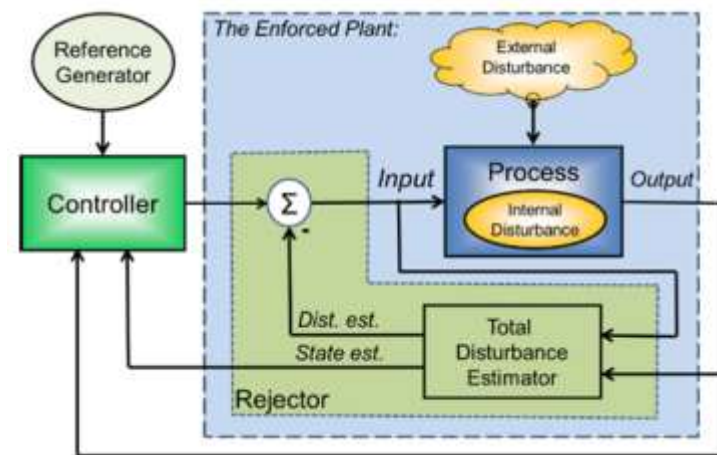 The Enforced Plant:
Reference
Generator
External
Disturbance
Controller
Σ
-
Input
Process
Internal
Disturbance
Output
Dist. est.
State est.
Total
Disturbance
Estimator
Rejector